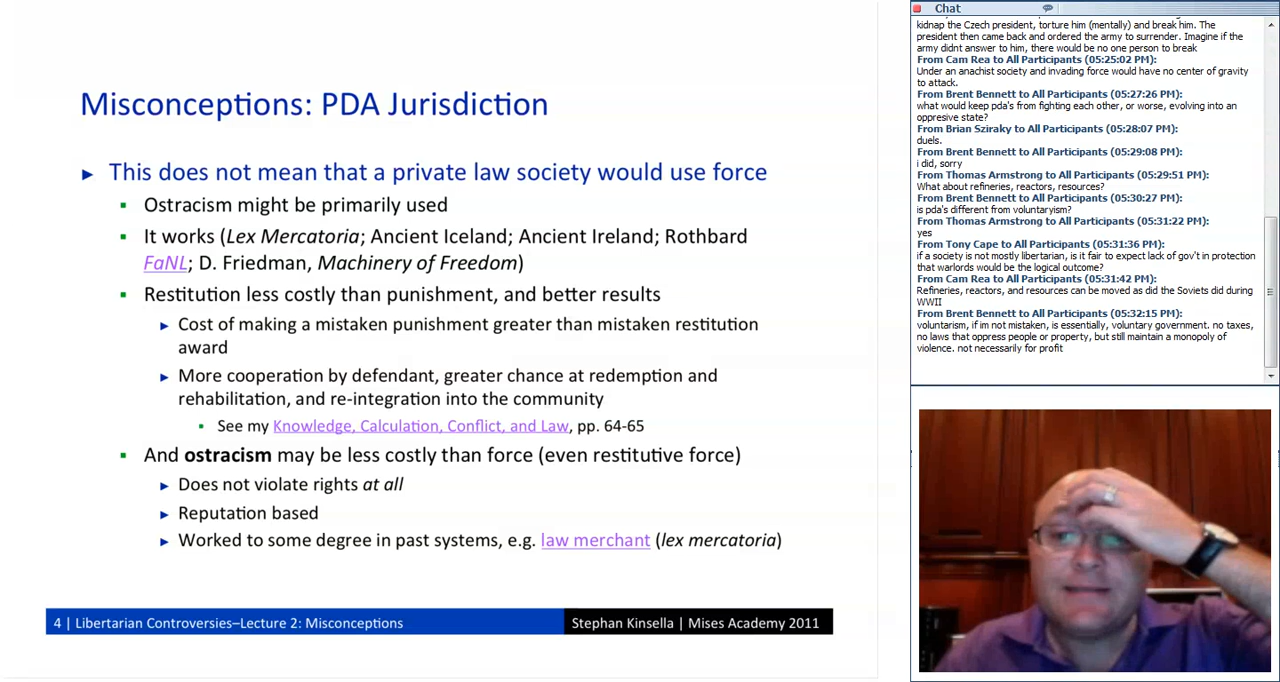 Misconceptions: PDA Jurisdiction
► This does not mean that a private law society would use force
▪ Ostracism might be primarily used
▪ It works (Lex Mercatoria; Ancient Iceland; Ancient Ireland; Rothbard
FaNL; D. Friedman, Machinery of Freedom)
▪ Restitution less costly than punishment, and better results
► Cost of making a mistaken punishment greater than mistaken restitution
award
► More cooperation by defendant, greater chance at redemption and
rehabilitation, and re-integration into the community
▪ See my Knowledge, Calculation, Conflict, and Law, pp. 64-65
▪ And ostracism may be less costly than force (even restitutive force)
► Does not violate rights at all
► Reputation based
► Worked to some degree in past systems, e.g. law merchant (lex mercatoria)
4 | Libertarian Controversies–Lecture 2: Misconceptions
Stephan Kinsella | Mises Academy 2011
Chat
kidnap the Czech president, torture him (mentally) and break him. The
president then came back and ordered the army to surrender. Imagine if the
army didnt answer to him, there would be no one person to break
From Cam Rea to All Participants (05:25:02 PM):
Under an anachist society and invading force would have no center of gravity
to attack.
From Brent Bennett to All Participants (05:27:26 PM):
what would keep pda's from fighting each other, or worse, evolving into an
oppresive state?
From Brian Sziraky to All Participants (05:28:07 PM):
duels.
From Brent Bennett to All Participants (05:29:08 PM):
i did, sorry
From Thomas Armstrong to All Participants (05:29:51 PM):
What about refineries, reactors, resources?
From Brent Bennett to All Participants (05:30:27 PM):
is pda's different from voluntaryism?
From Thomas Armstrong to All Participants (05:31:22 PM):
yes
From Tony Cape to All Participants (05:31:36 PM):
if a society is not mostly libertarian, is it fair to expect lack of gov't in protection
that warlords would be the logical outcome?
From Cam Rea to All Participants (05:31:42 PM):
Refineries, reactors, and resources can be moved as did the Soviets did during
WWII
From Brent Bennett to All Participants (05:32:15 PM):
voluntarism, if im not mistaken, is essentially, voluntary government. no taxes,
no laws that oppress people or property, but still maintain a monopoly of
violence. not necessarily for profit